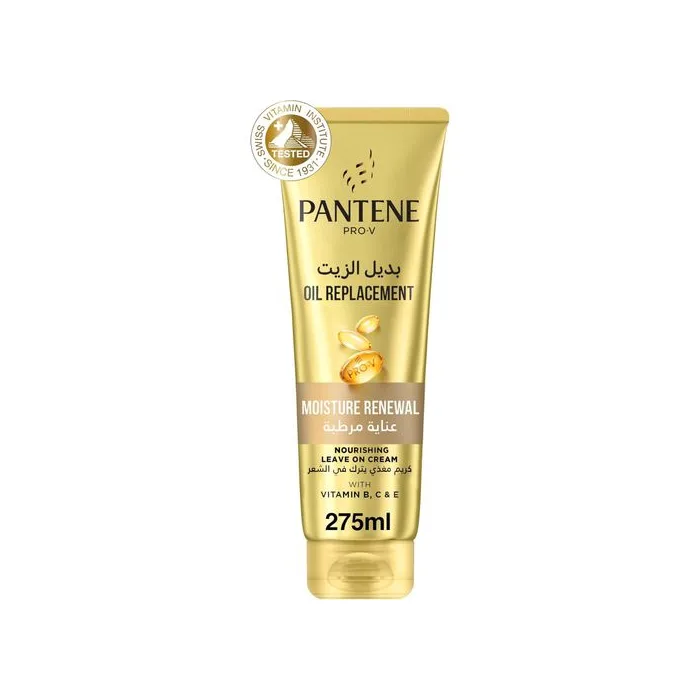 SWISS VITAMIN INSTITUTE
TESTED
·SINCE 1931·
PANTENE
PRO-V
بديل الزيت
OIL REPLACEMENT
PRO-V
MOISTURE RENEWAL
عناية مرطبة
NOURISHING
LEAVE ON CREAM
كريم مغذي يترك في الشعر
WITH
VITAMIN B, C & E
275ml